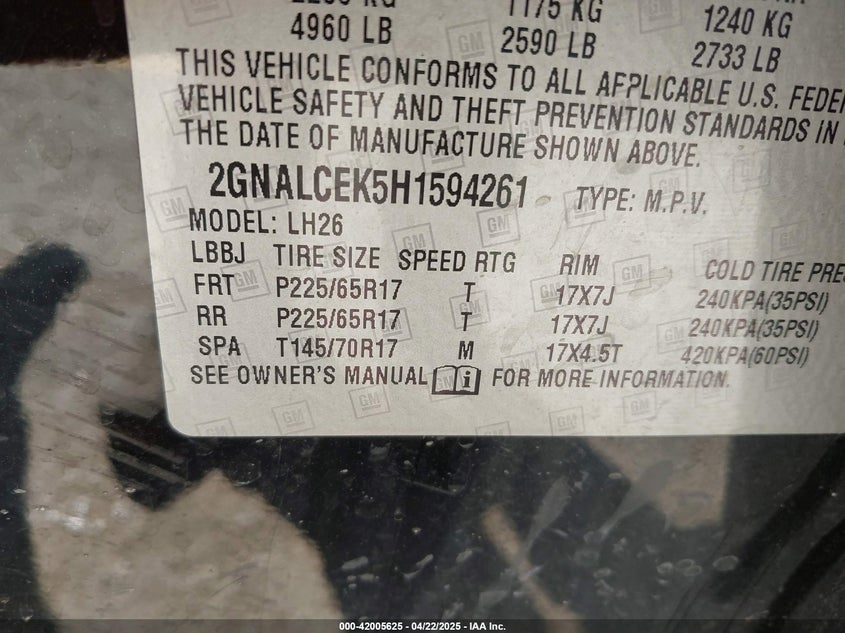 1175 KG
4960 LB 2590 LB 1240 KG
2733 LB
THIS VEHICLE CONFORMS TO ALL APPLICABLE U.S. FEDE
VEHICLE SAFETY AND THEFT PREVENTION STANDARDS IN
THE DATE OF MANUFACTURE SHOWN ABOVE.
2GNALCEK5H1594261 TYPE: M.P.V.
MODEL: LH26
LBBJ TIRE SIZE SPEED RTG RIM COLD TIRE PRE
FRT P225/65R17 T 17X7J 240KPA(35PSI)
RR P225/65R17 T 17X7J 240KPA(35PSI)
SPA T145/70R17 M 17X4.5T 420KPA(60PSI)
SEE OWNER'S MANUAL i FOR MORE INFORMATION.
GM
000-42005625 - 04/22/2025 - IAA Inc.